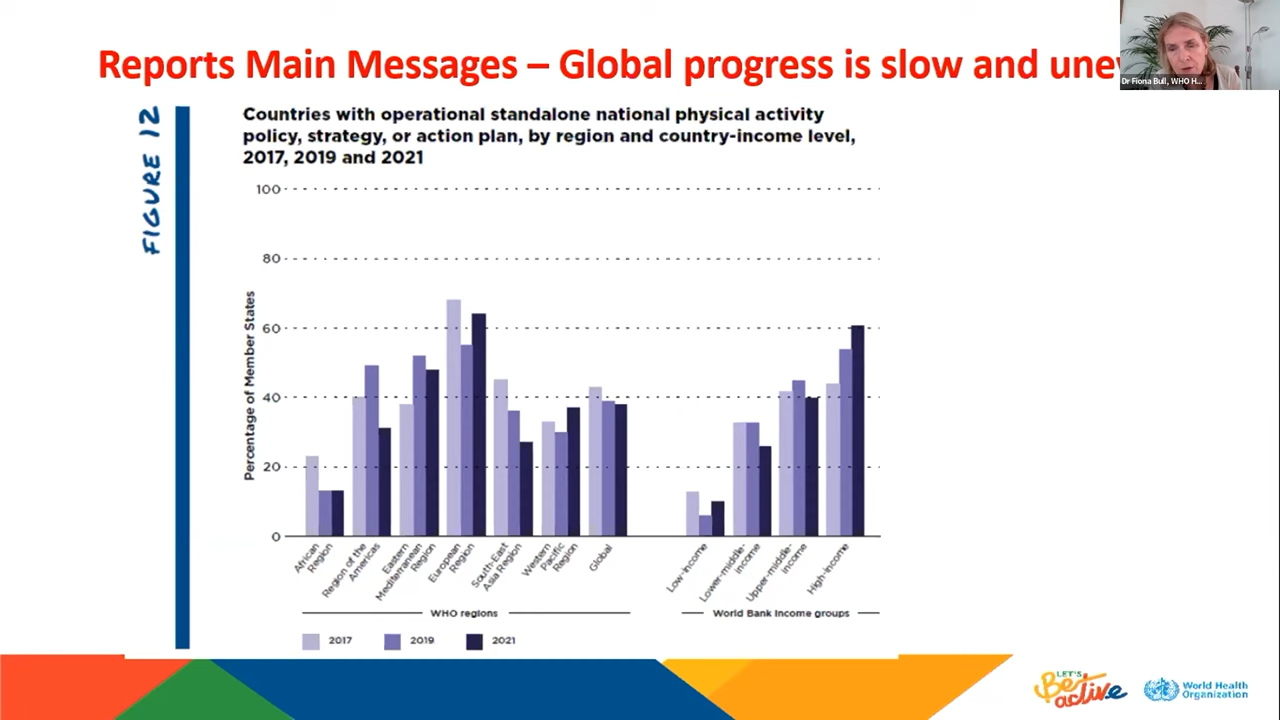 Reports Main Messages – Global progress is slow and une
Dr Fiona Bull, WHO H...
FIGURE 12
Countries with operational standalone national physical activity
policy, strategy, or action plan, by region and country-income level,
2017, 2019 and 2021
Percentage of Member States
100
80
60
40
20
0
African
Region
Region of the
Americas
Eastern
Mediterranean
Region
European
Region
South-East
Asia Region
Western
Pacific
Region
Global
Low-income
Lower-middle-
income
Upper-middle-
income
High-income
WHO regions
World Bank Income groups
2017
2019
2021
LET'S
Be
active
World Health
Organization